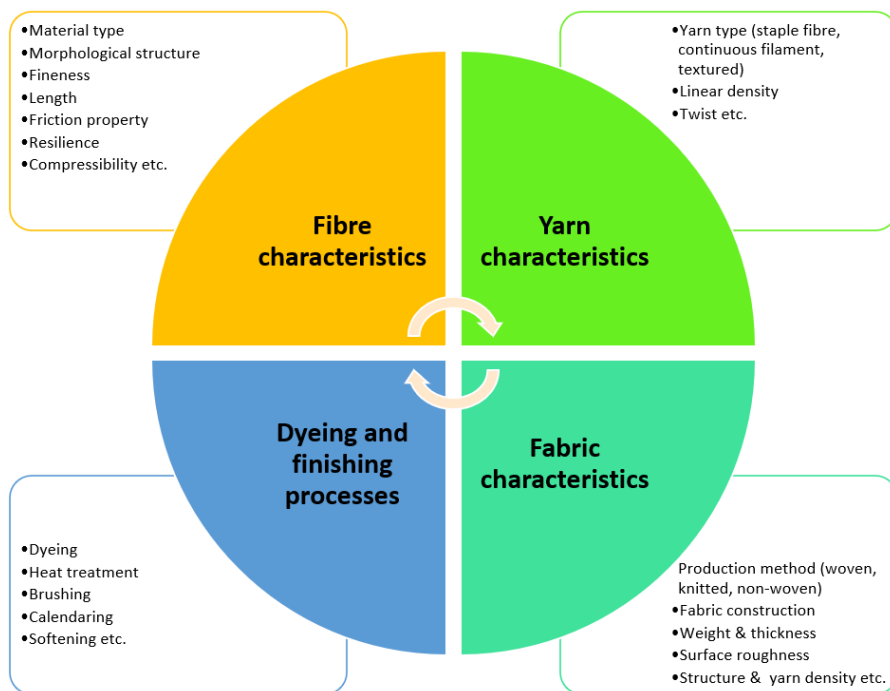 •Material type
•Morphological structure
•Fineness
•Length
•Friction property
•Resilience
•Compressibility etc.
•Yarn type (staple fibre,
continuous filament,
textured)
•Linear density
•Twist etc.
Fibre
characteristics
Yarn
characteristics
Dyeing and
finishing
processes
Fabric
characteristics
•Dyeing
•Heat treatment
•Brushing
•Calendaring
•Softening etc.
Production method (woven,
knitted, non-woven)
•Fabric construction
•Weight & thickness
•Surface roughness
•Structure & yarn density etc.